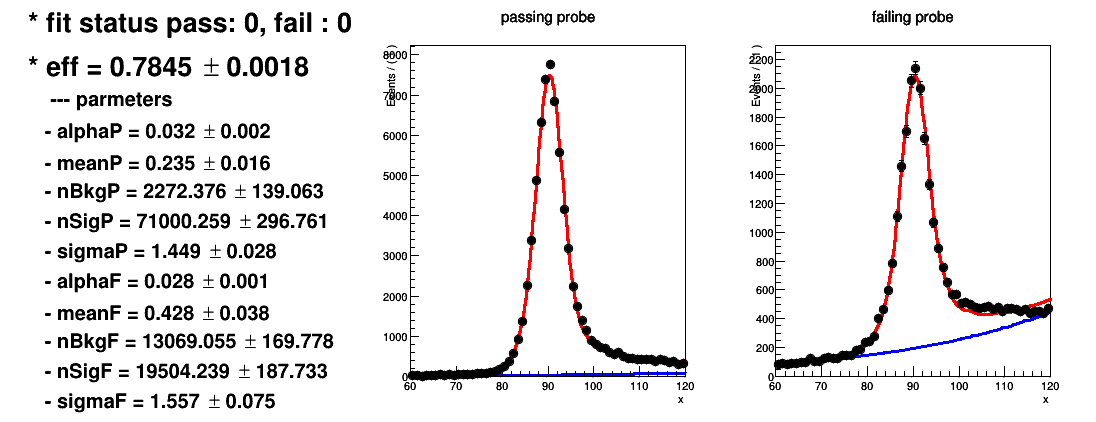 * fit status pass: 0, fail : 0
* eff = 0.7845 ± 0.0018
--- parmeters
- alphaP = 0.032 ± 0.002
- meanP = 0.235 ± 0.016
- nBkgP = 2272.376 ± 139.063
- nSigP = 71000.259 ± 296.761
- sigmaP = 1.449 ± 0.028
- alphaF = 0.028 ± 0.001
- meanF = 0.428 ± 0.038
- nBkgF = 13069.055 ± 169.778
- nSigF = 19504.239 ± 187.733
- sigmaF = 1.557 ± 0.075
passing probe
Events / (
8000
7000
6000
5000
4000
3000
2000
1000
0
60 70 80 90 100 110 120
x
failing probe
Events / (
2200
2000
1800
1600
1400
1200
1000
800
600
400
200
0
60 70 80 90 100 110 120
x